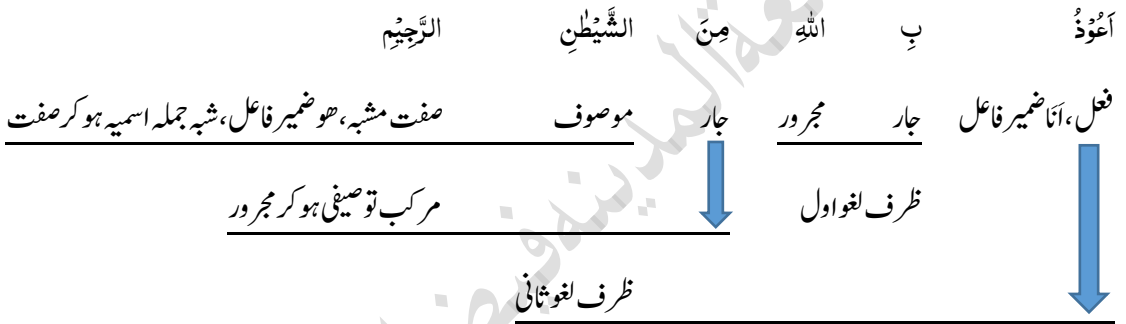 اَعُوْذُ بِ اللّٰهِ مِنَ الشَّيْطٰنِ الرَّجِيْمِ
فعل،اَنَاضمیر فاعل جار مجرور جار موصوف صفت مشبہ،ھو ضمیر فاعل،شبہ جملہ اسمیہ ہو کر صفت
ظرف لغو اول مرکب توصیفی ہو کر مجرور
ظرف لغو ثانی